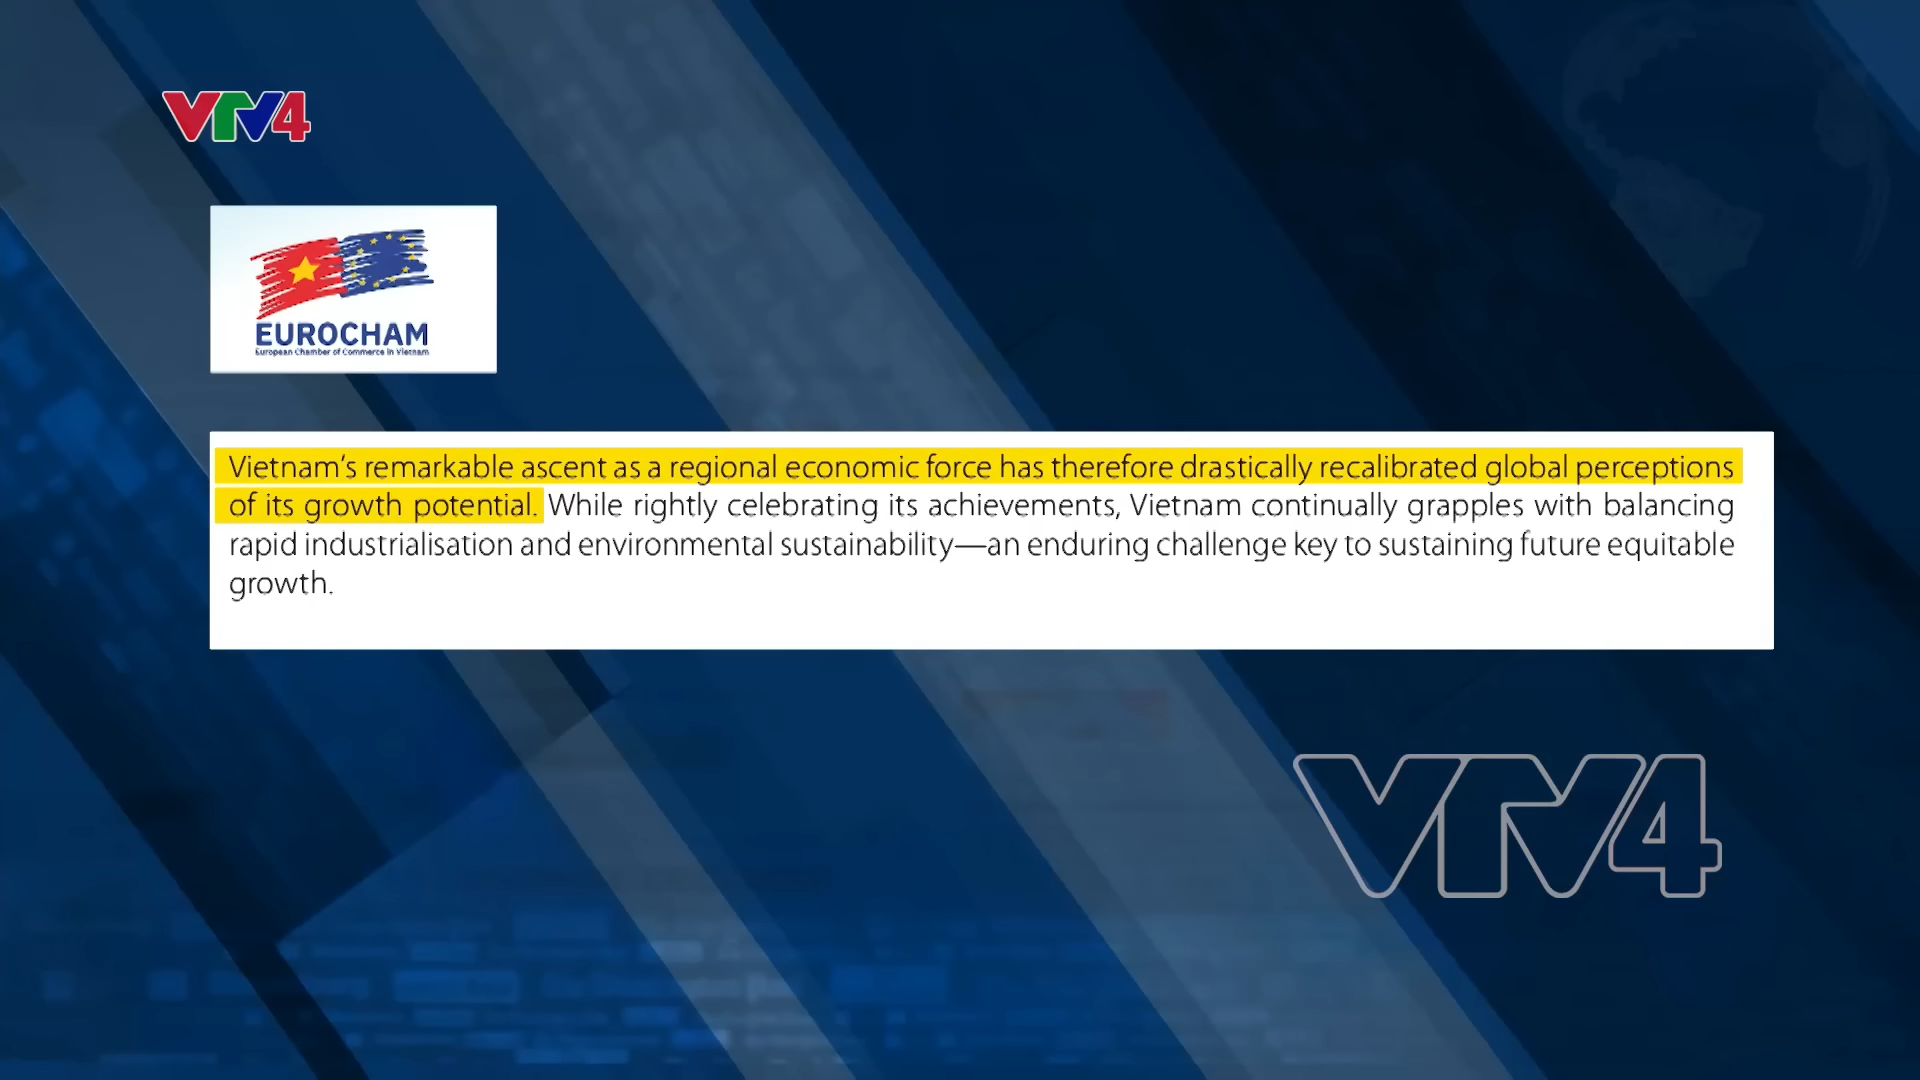 VTV4
EUROCHAM
European Chamber of Commerce in Vietnam
Vietnam's remarkable ascent as a regional economic force has therefore drastically recalibrated global perceptions
of its growth potential. While rightly celebrating its achievements, Vietnam continually grapples with balancing
rapid industrialisation and environmental sustainability—an enduring challenge key to sustaining future equitable
growth.
VTV4